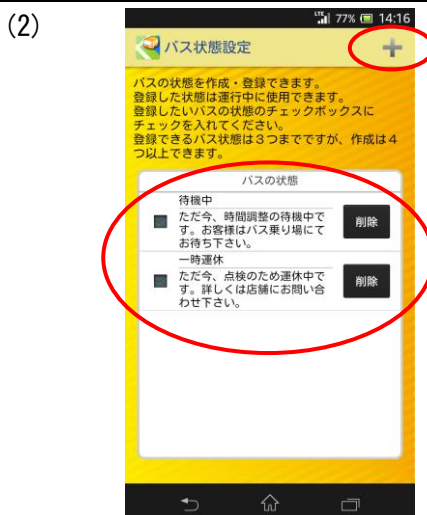 (2)
LTE 77% 14:16
バス状態設定
バスの状態を作成・登録できます。
登録した状態は運行中に使用できます。
登録したいバスの状態のチェックボックスに
チェックを入れてください。
登録できるバス状態は３つまでですが、作成は４
つ以上できます。
バスの状態
待機中
ただ今、時間調整の待機中で
す。お客様はバス乗り場にて
お待ち下さい。
削除
一時運休
ただ今、点検のため運休中で
す。詳しくは店舗にお問い合
わせ下さい。
削除